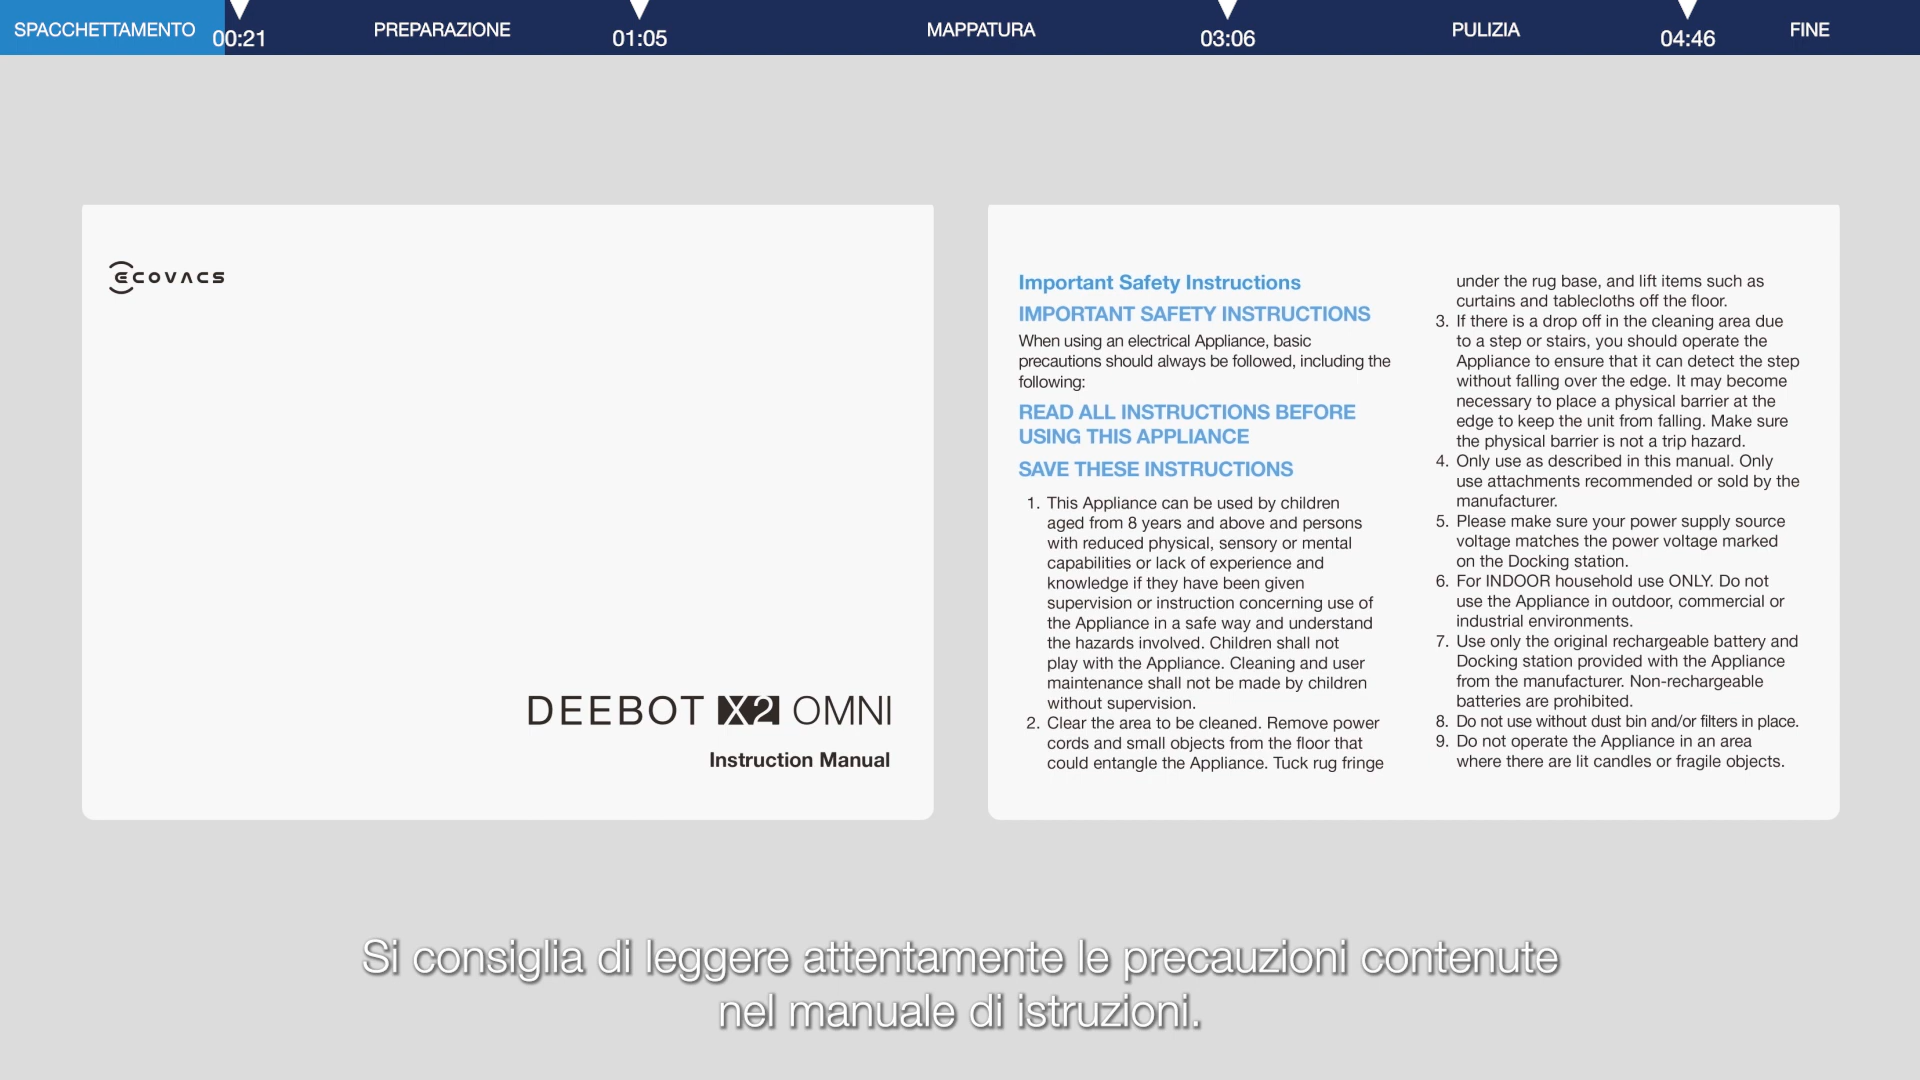 SPACCHETTAMENTO
00:21
PREPARAZIONE
01:05
MAPPATURA
03:06
PULIZIA
04:46
FINE
ECOVACS
DEEBOT X2 OMNI
Instruction Manual
Important Safety Instructions
IMPORTANT SAFETY INSTRUCTIONS
When using an electrical Appliance, basic
precautions should always be followed, including the
following:
READ ALL INSTRUCTIONS BEFORE
USING THIS APPLIANCE
SAVE THESE INSTRUCTIONS
1. This Appliance can be used by children
aged from 8 years and above and persons
with reduced physical, sensory or mental
capabilities or lack of experience and
knowledge if they have been given
supervision or instruction concerning use of
the Appliance in a safe way and understand
the hazards involved. Children shall not
play with the Appliance. Cleaning and user
maintenance shall not be made by children
without supervision.
2. Clear the area to be cleaned. Remove power
cords and small objects from the floor that
could entangle the Appliance. Tuck rug fringe
under the rug base, and lift items such as
curtains and tablecloths off the floor.
3. If there is a drop off in the cleaning area due
to a step or stairs, you should operate the
Appliance to ensure that it can detect the step
without falling over the edge. It may become
necessary to place a physical barrier at the
edge to keep the unit from falling. Make sure
the physical barrier is not a trip hazard.
4. Only use as described in this manual. Only
use attachments recommended or sold by the
manufacturer.
5. Please make sure your power supply source
voltage matches the power voltage marked
on the Docking station.
6. For INDOOR household use ONLY. Do not
use the Appliance in outdoor, commercial or
industrial environments.
7. Use only the original rechargeable battery and
Docking station provided with the Appliance
from the manufacturer. Non-rechargeable
batteries are prohibited.
8. Do not use without dust bin and/or filters in place.
9. Do not operate the Appliance in an area
where there are lit candles or fragile objects.
Si consiglia di leggere attentamente le precauzioni contenute
nel manuale di istruzioni.